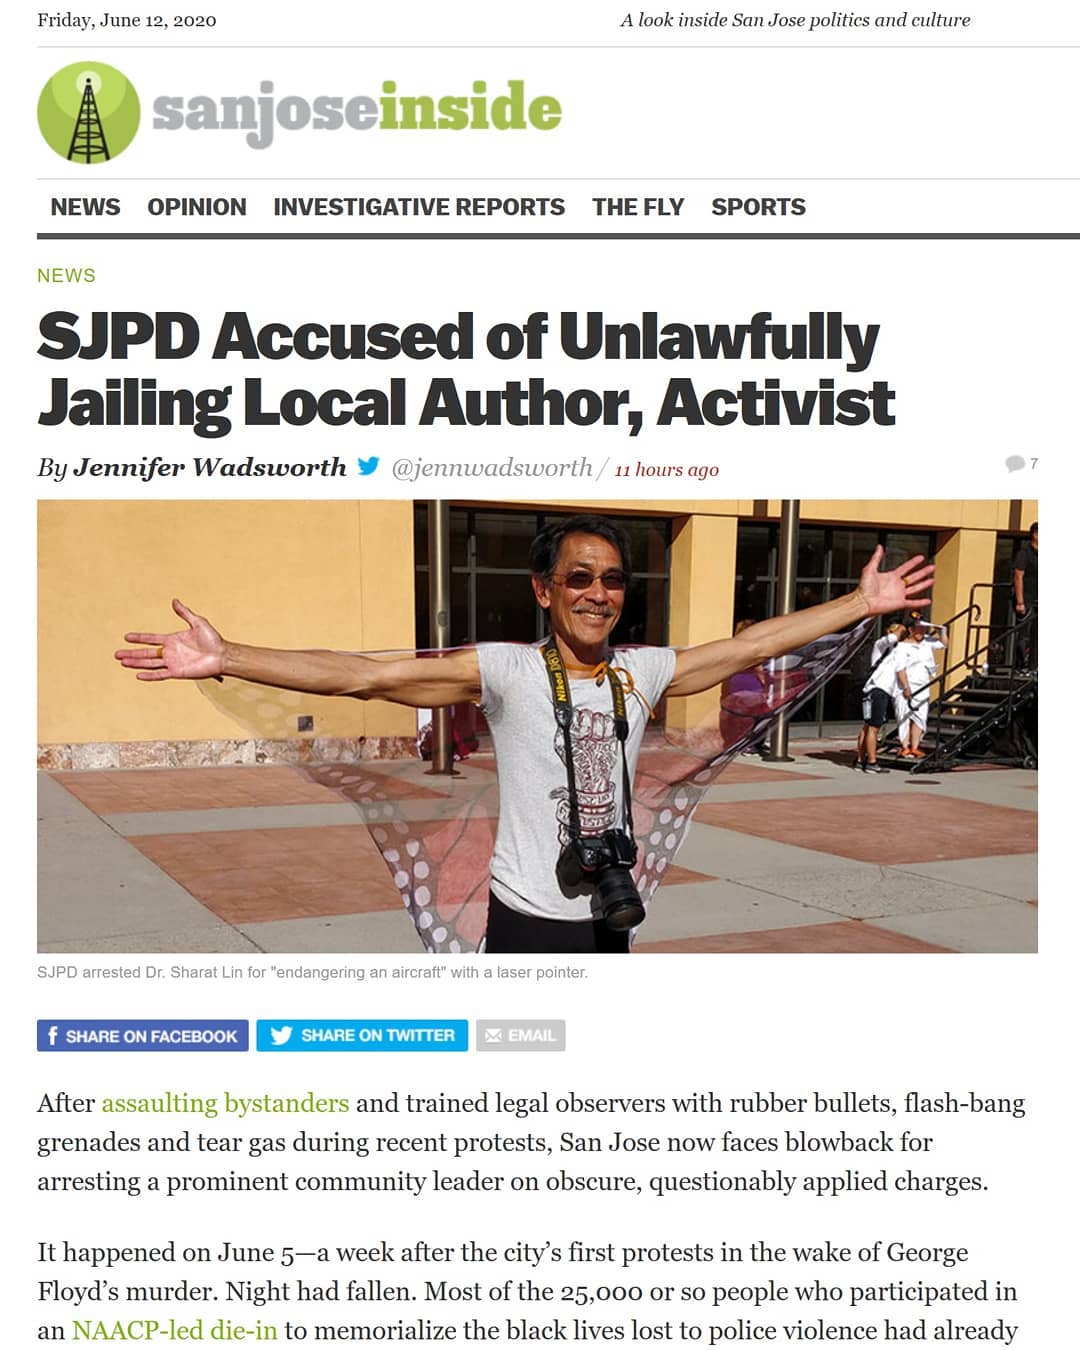 Friday, June 12, 2020
A look inside San Jose politics and culture
sanjoseinside
NEWS OPINION INVESTIGATIVE REPORTS THE FLY SPORTS
NEWS
SJPD Accused of Unlawfully
Jailing Local Author, Activist
By Jennifer Wadsworth @jennwadsworth / 11 hours ago
7
Nikon D810
Nikon
SJPD arrested Dr. Sharat Lin for "endangering an aircraft" with a laser pointer.
f SHARE ON FACEBOOK SHARE ON TWITTER EMAIL
After assaulting bystanders and trained legal observers with rubber bullets, flash-bang
grenades and tear gas during recent protests, San Jose now faces blowback for
arresting a prominent community leader on obscure, questionably applied charges.
It happened on June 5—a week after the city’s first protests in the wake of George
Floyd’s murder. Night had fallen. Most of the 25,000 or so people who participated in
an NAACP-led die-in to memorialize the black lives lost to police violence had already